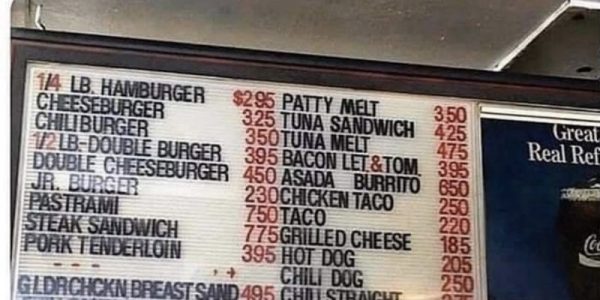 1/4 LB. HAMBURGER $295
CHEESEBURGER 325
CHILIBURGER 350
1/2 LB-DOUBLE BURGER 395
DOUBLE CHEESEBURGER 450
JR. BURGER 230
PASTRAMI 750
STEAK SANDWICH 775
PORK TENDERLOIN 395
GLDRCHCKN BREAST SAND 495
PATTY MELT 350
TUNA SANDWICH 425
TUNA MELT 475
BACON LET.&TOM. 395
ASADA BURRITO 650
CHICKEN TACO 250
TACO 220
GRILLED CHEESE 185
HOT DOG 205
CHILI DOG 250
CHILI STRAIGHT
Great
Real Ref